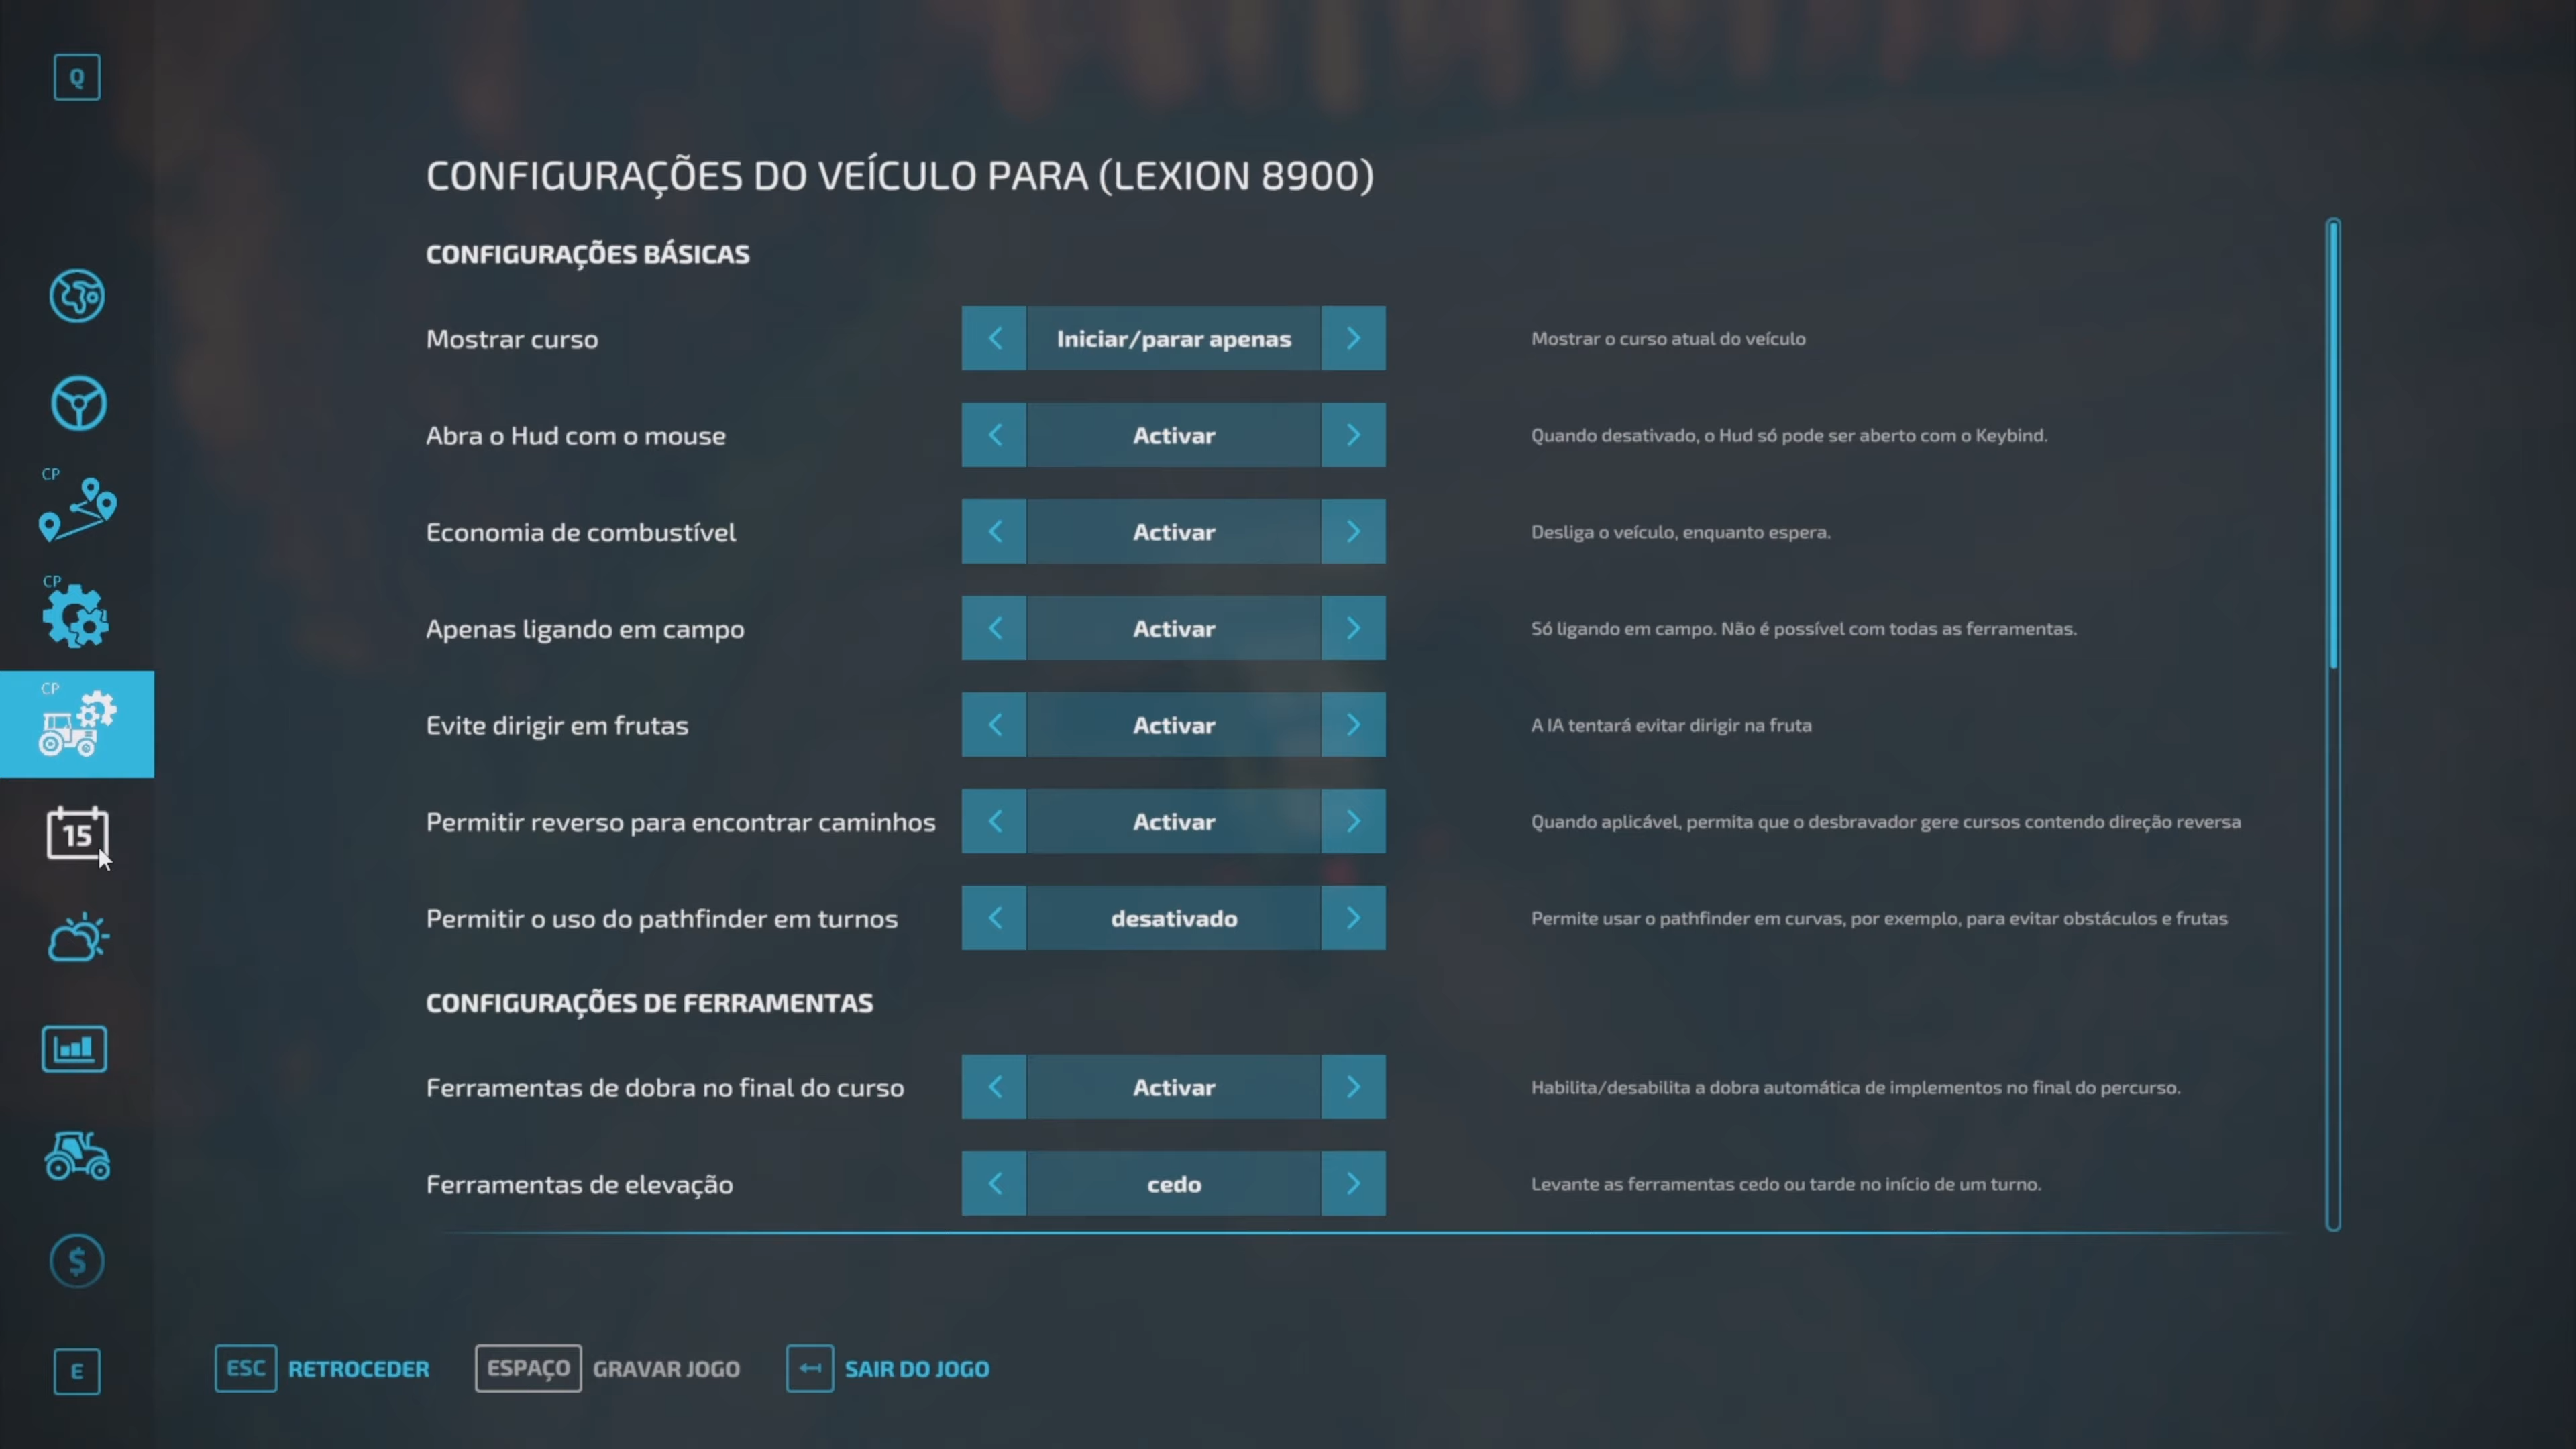 Q
CONFIGURAÇÕES DO VEÍCULO PARA (LEXION 8900)
CONFIGURAÇÕES BÁSICAS
Mostrar curso Iniciar/parar apenas Mostrar o curso atual do veículo
Abra o Hud com o mouse Activar Quando desativado, o Hud só pode ser aberto com o Keybind.
CP
Economia de combustível Activar Desliga o veículo, enquanto espera.
CP
Apenas ligando em campo Activar Só ligando em campo. Não é possível com todas as ferramentas.
CP
Evite dirigir em frutas Activar A IA tentará evitar dirigir na fruta
15
Permitir reverso para encontrar caminhos Activar Quando aplicável, permita que o desbravador gere cursos contendo direção reversa
Permitir o uso do pathfinder em turnos desativado Permite usar o pathfinder em curvas, por exemplo, para evitar obstáculos e frutas
CONFIGURAÇÕES DE FERRAMENTAS
Ferramentas de dobra no final do curso Activar Habilita/desabilita a dobra automática de implementos no final do percurso.
Ferramentas de elevação cedo Levante as ferramentas cedo ou tarde no início de um turno.
$
E
ESC RETROCEDER ESPAÇO GRAVAR JOGO SAIR DO JOGO